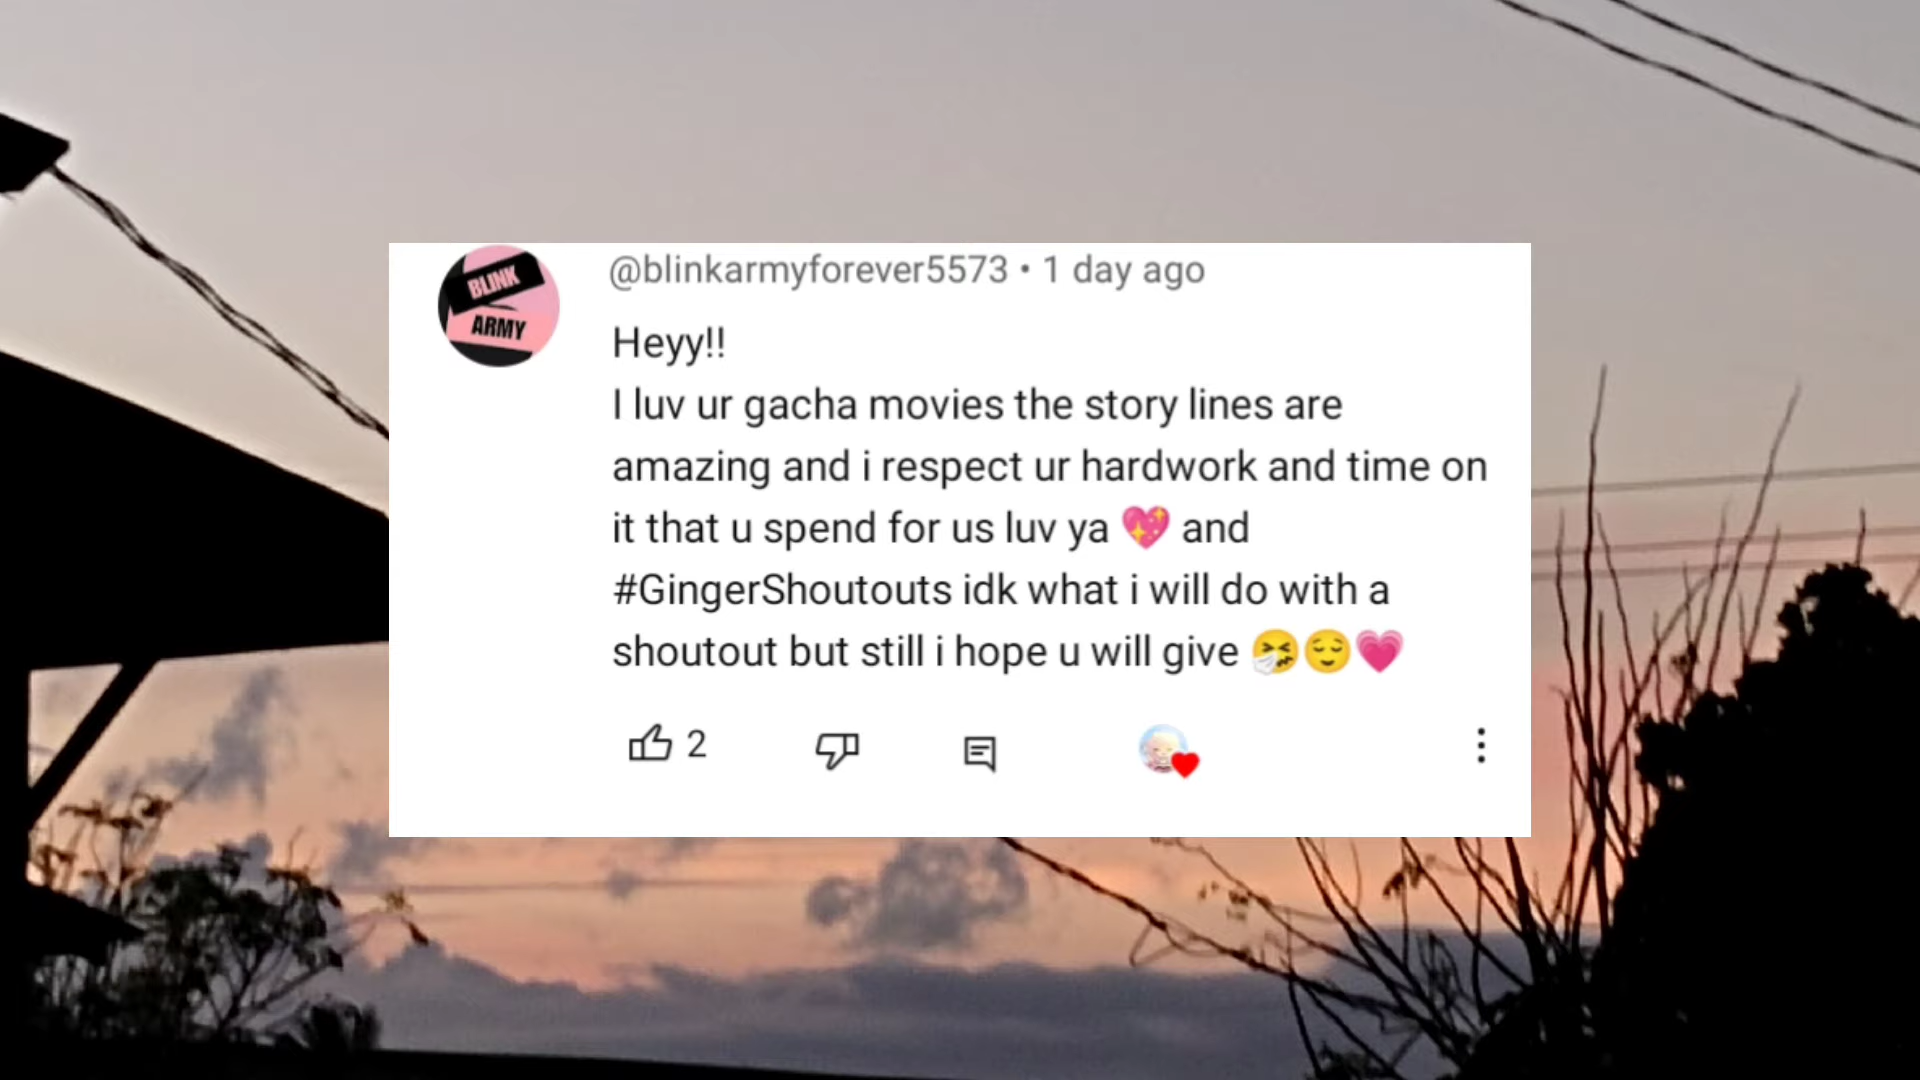 BLINK
ARMY
@blinkarmyforever5573 • 1 day ago
Heyy!!
I luv ur gacha movies the story lines are
amazing and i respect ur hardwork and time on
it that u spend for us luv ya 💖 and
#GingerShoutouts idk what i will do with a
shoutout but still i hope u will give 🤧😌💗
2